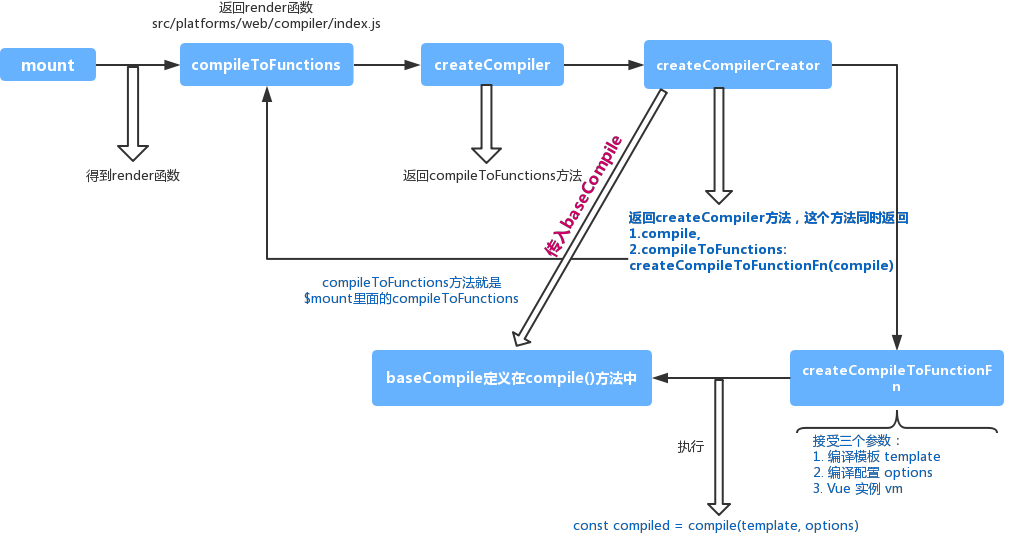 返回render函数
src/platforms/web/compiler/index.js
mount
compileToFunctions
createCompiler
createCompilerCreator
得到render函数
返回compileToFunctions方法
传入baseCompile
返回createCompiler方法，这个方法同时返回
1.compile,
2.compileToFunctions:
createCompileToFunctionFn(compile)
compileToFunctions方法就是
$mount里面的compileToFunctions
baseCompile定义在compile()方法中
createCompileToFunctionF
n
执行
接受三个参数：
1. 编译模板 template
2. 编译配置 options
3. Vue 实例 vm
const compiled = compile(template, options)